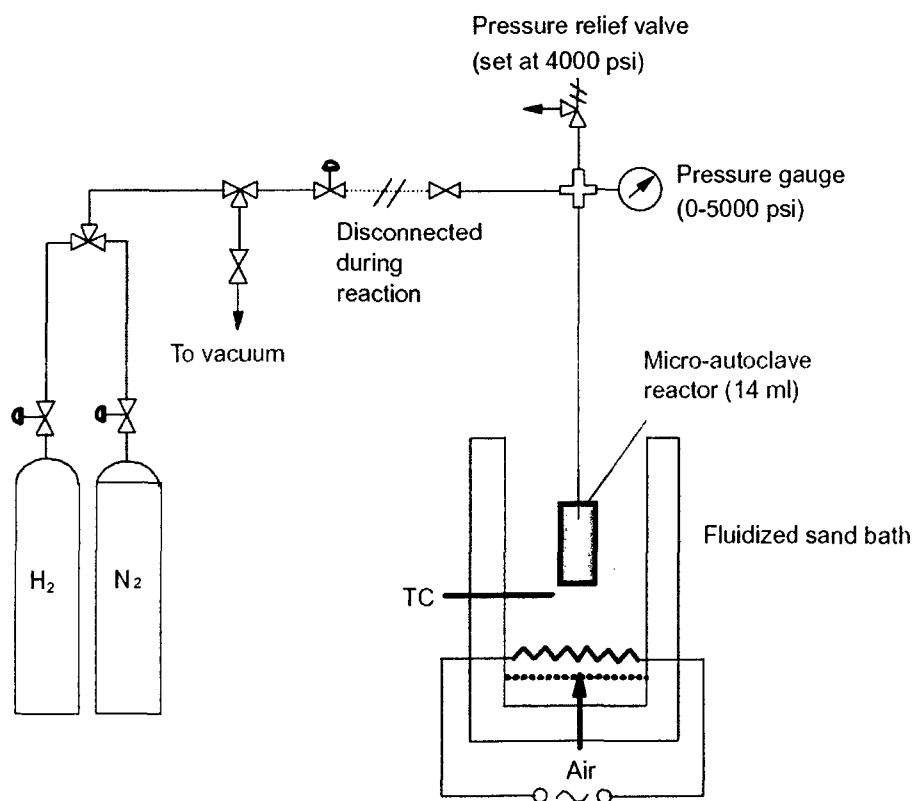 Pressure relief valve
(set at 4000 psi)
Pressure gauge
(0-5000 psi)
Disconnected
during
reaction
To vacuum
Micro-autoclave
reactor (14 ml)
Fluidized sand bath
H₂
N₂
TC
Air